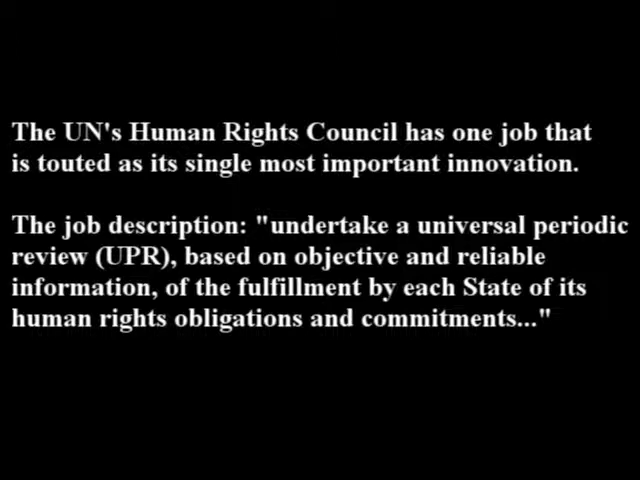 The UN's Human Rights Council has one job that
is touted as its single most important innovation.
The job description: "undertake a universal periodic
review (UPR), based on objective and reliable
information, of the fulfillment by each State of its
human rights obligations and commitments..."